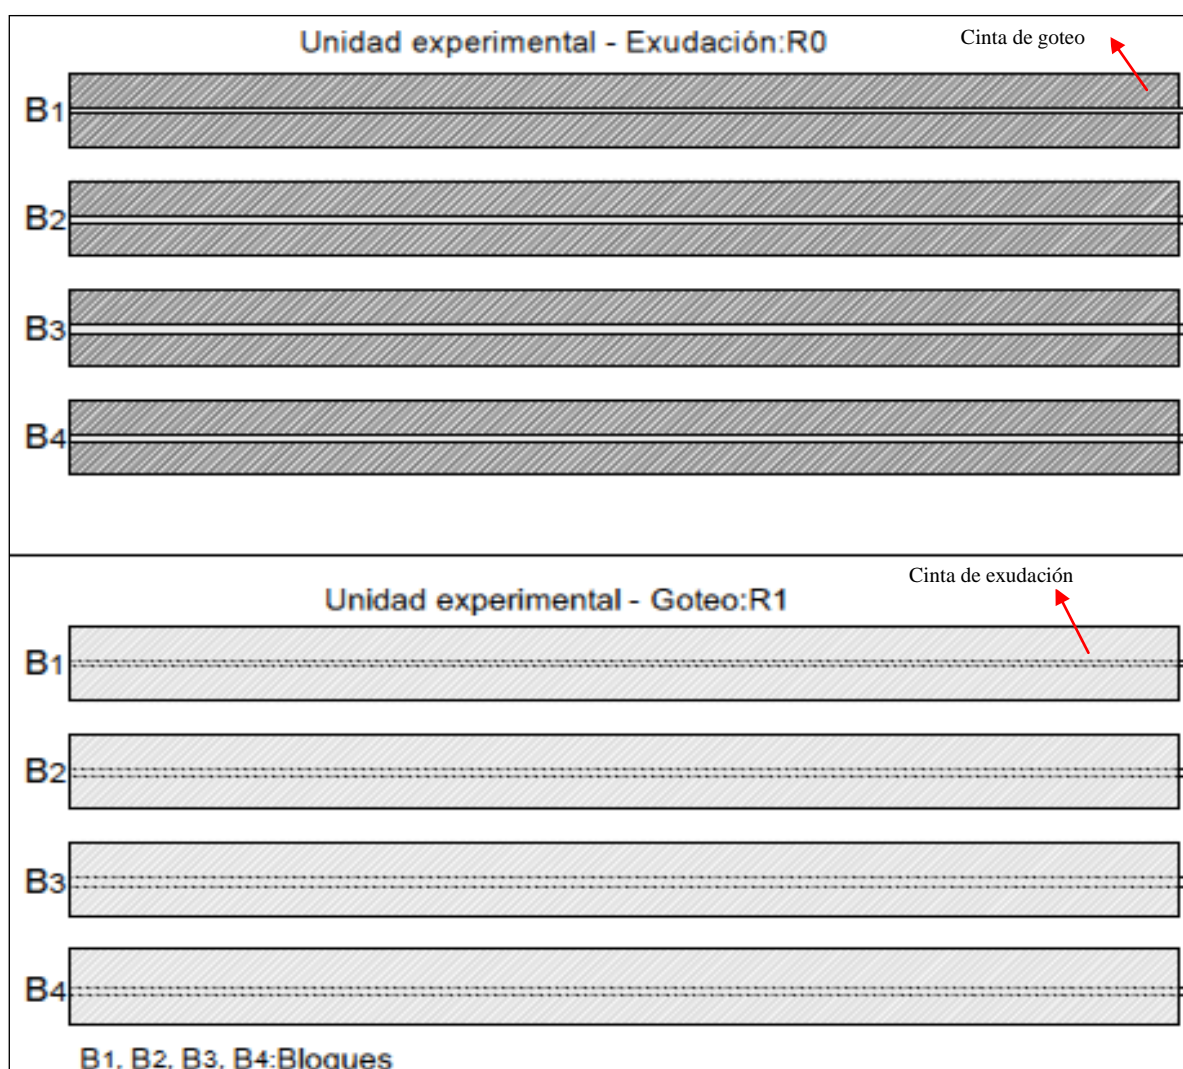 Unidad experimental - Exudación:R0
Cinta de goteo
B1
B2
B3
B4
Cinta de exudación
Unidad experimental - Goteo:R1
B1
B2
B3
B4
B1, B2, B3, B4:Bloques